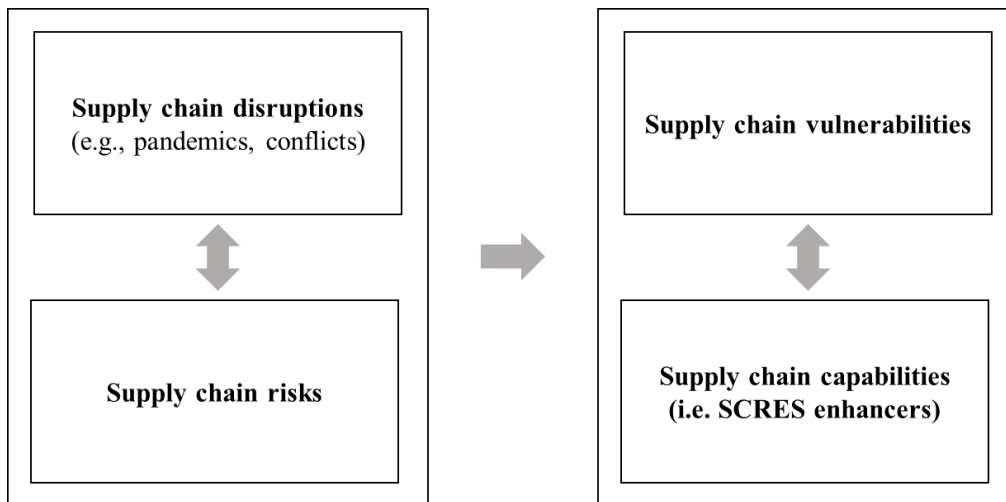 Supply chain disruptions
(e.g., pandemics, conflicts)
Supply chain risks
Supply chain vulnerabilities
Supply chain capabilities
(i.e. SCRES enhancers)